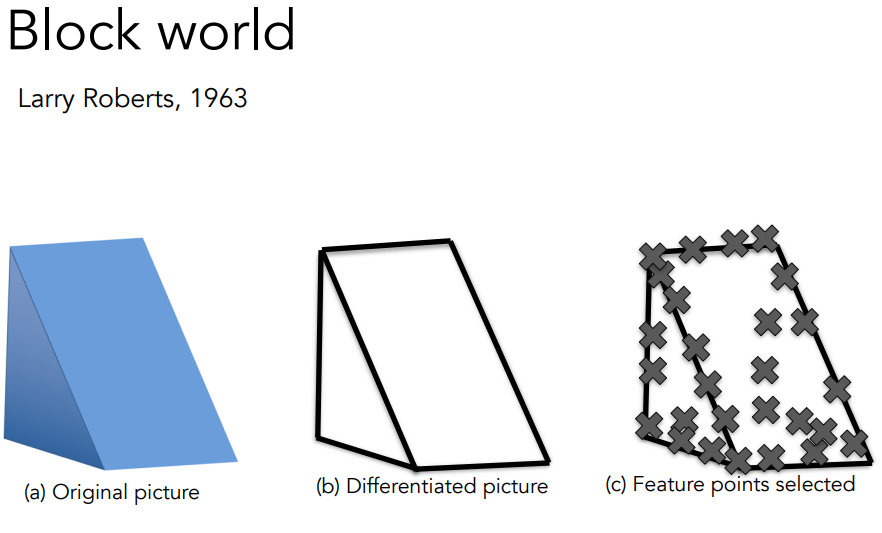 Block world
Larry Roberts, 1963
(a) Original picture
(b) Differentiated picture
(c) Feature points selected